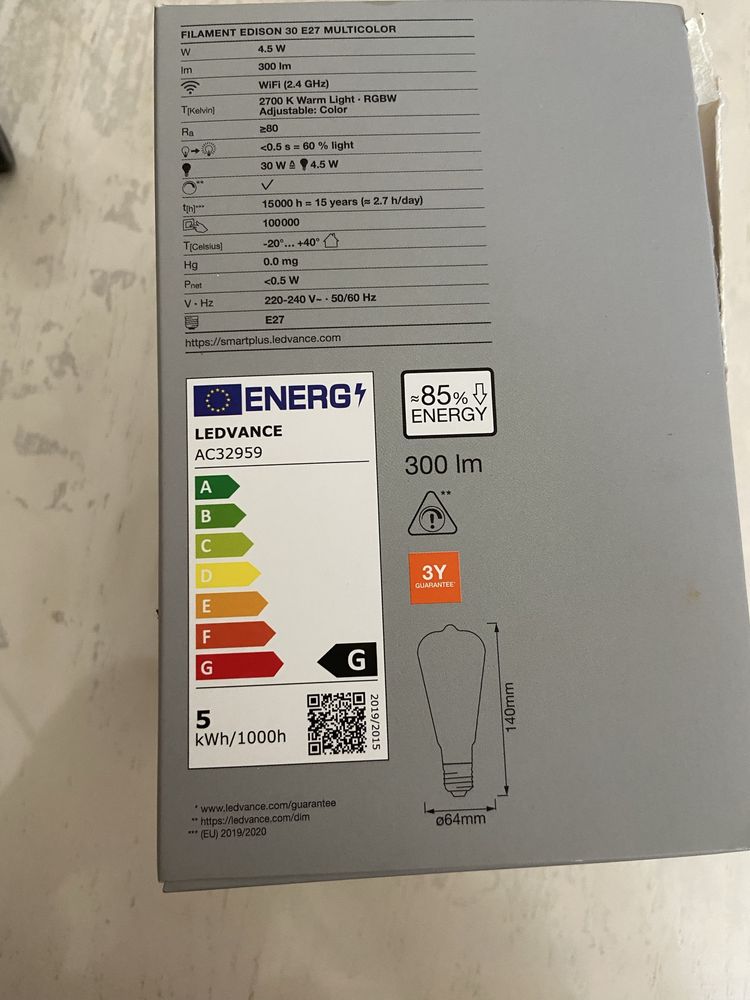 FILAMENT EDISON 30 E27 MULTICOLOR
W 4.5 W
lm 300 lm
WiFi (2.4 GHz)
T[Kelvin] 2700 K Warm Light · RGBW
Adjustable: Color
Ra ≥80
<0.5 s = 60 % light
30 W ≙ 4.5 W
** ✓
t[h]*** 15000 h = 15 years (≈ 2.7 h/day)
100000
T[Celsius] -20°... +40°
Hg 0.0 mg
Pnet <0.5 W
V · Hz 220-240 V~ · 50/60 Hz
E27
https://smartplus.ledvance.com
ENERG
LEDVANCE
AC32959
A
B
C
D
E
F
G
G
5
kWh/1000h
2019/2015
≈85%
ENERGY
300 lm
**
3Y
GUARANTEE*
140mm
ø64mm
* www.ledvance.com/guarantee
** https://ledvance.com/dim
*** (EU) 2019/2020